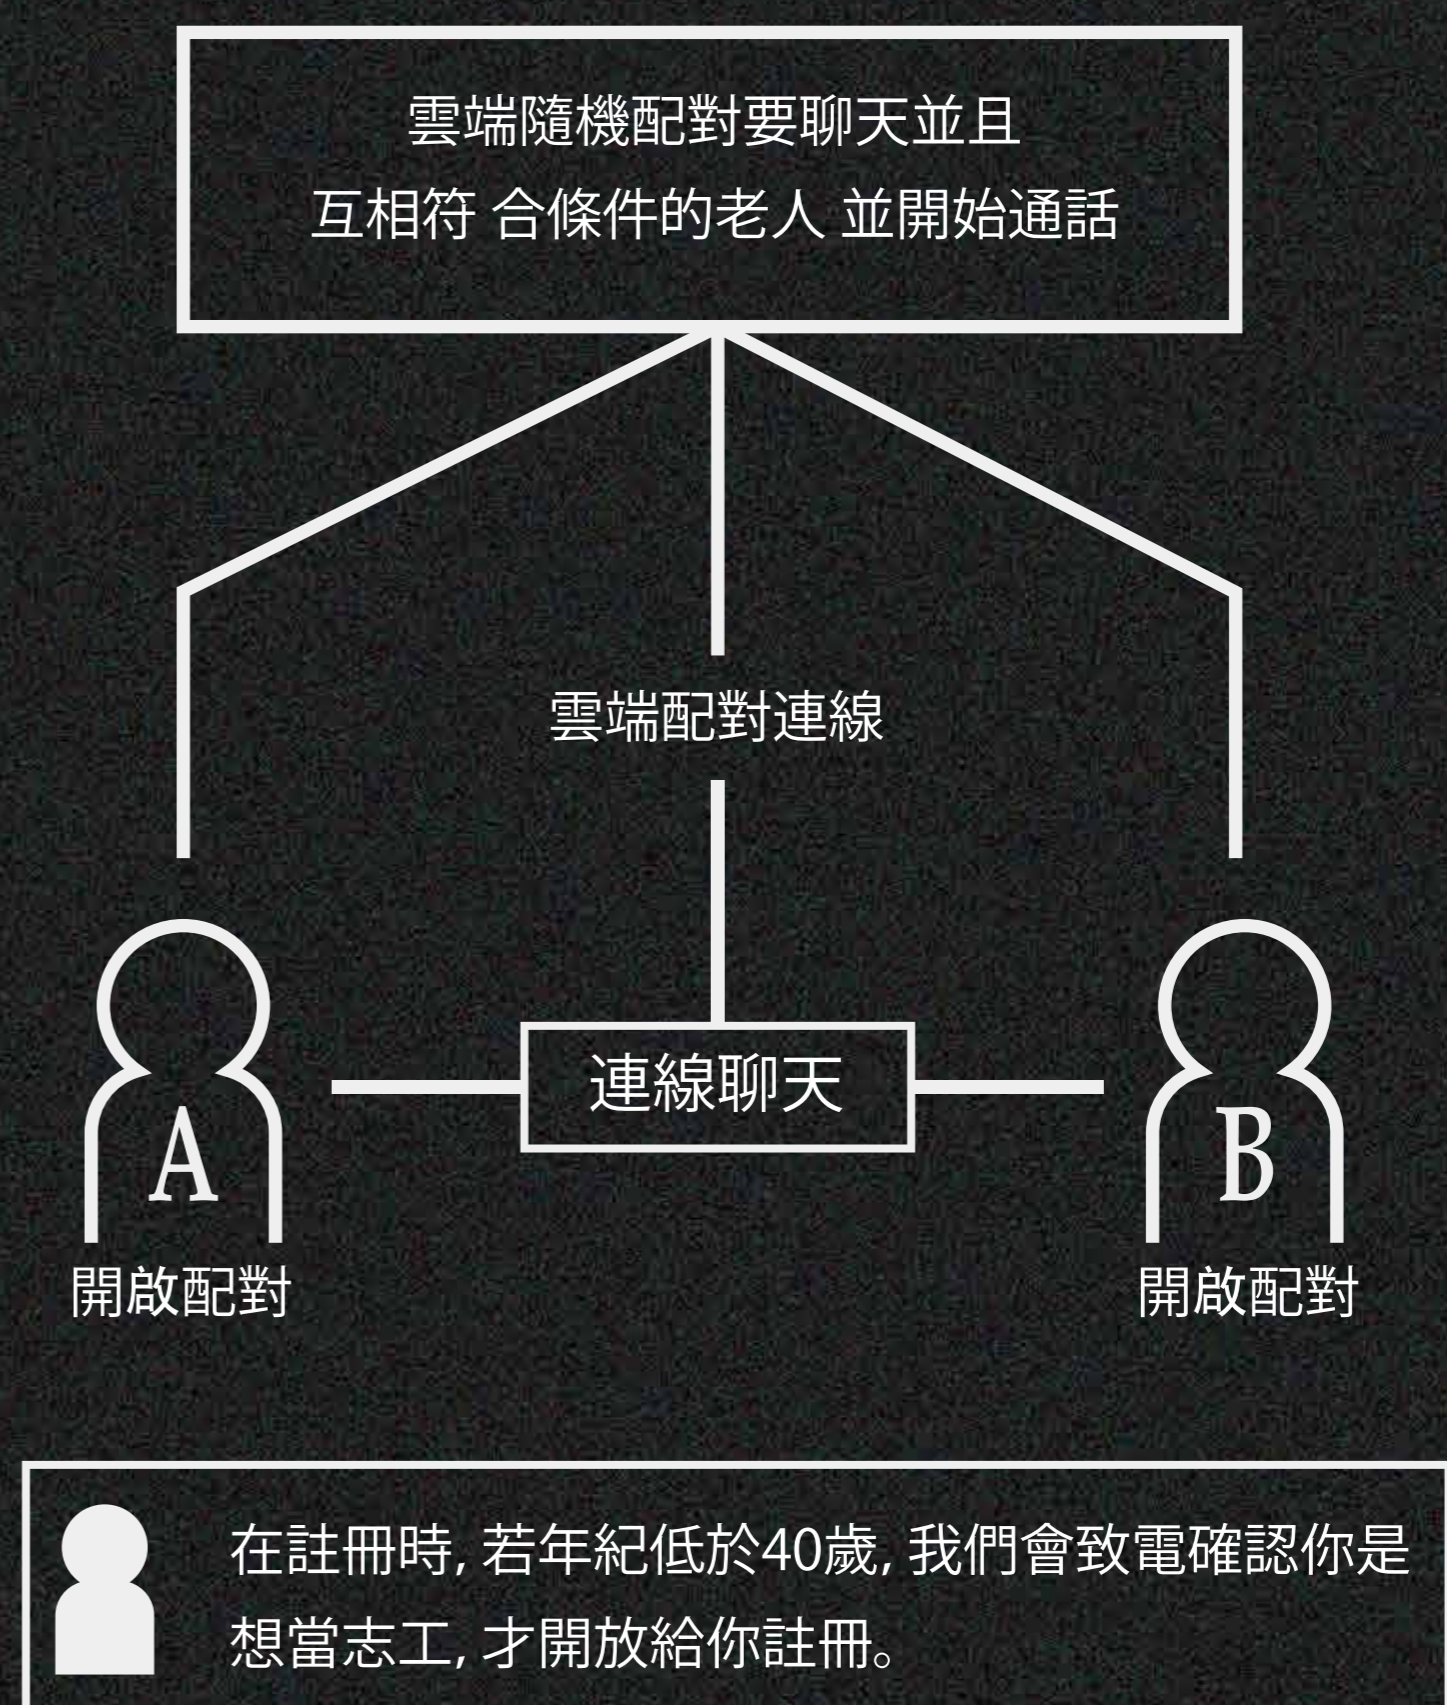 雲端隨機配對要聊天並且
互相符 合條件的老人 並開始通話
雲端配對連線
連線聊天
A
B
開啟配對
開啟配對
在註冊時, 若年紀低於40歲, 我們會致電確認你是
想當志工, 才開放給你註冊。